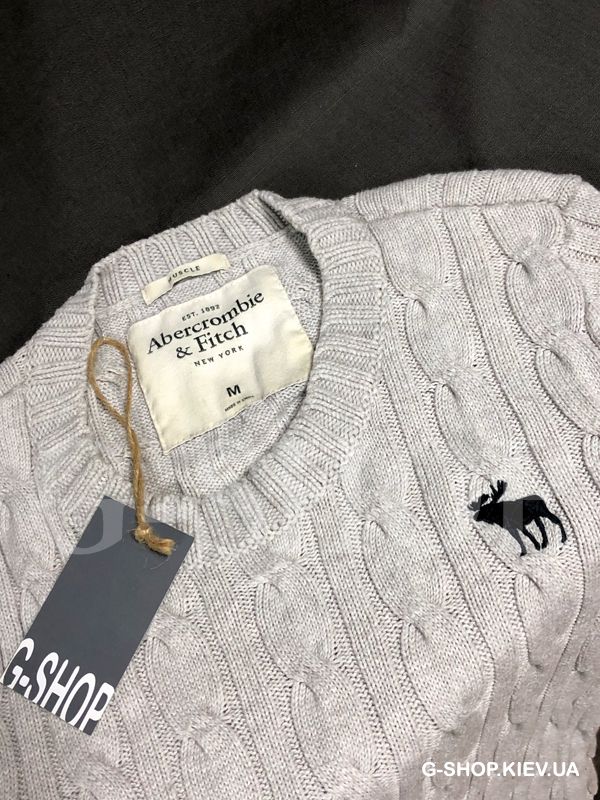 MUSCLE
EST. 1892
Abercrombie
& Fitch
NEW YORK
M
G-SHOP
G-SHOP.KIEV.UA